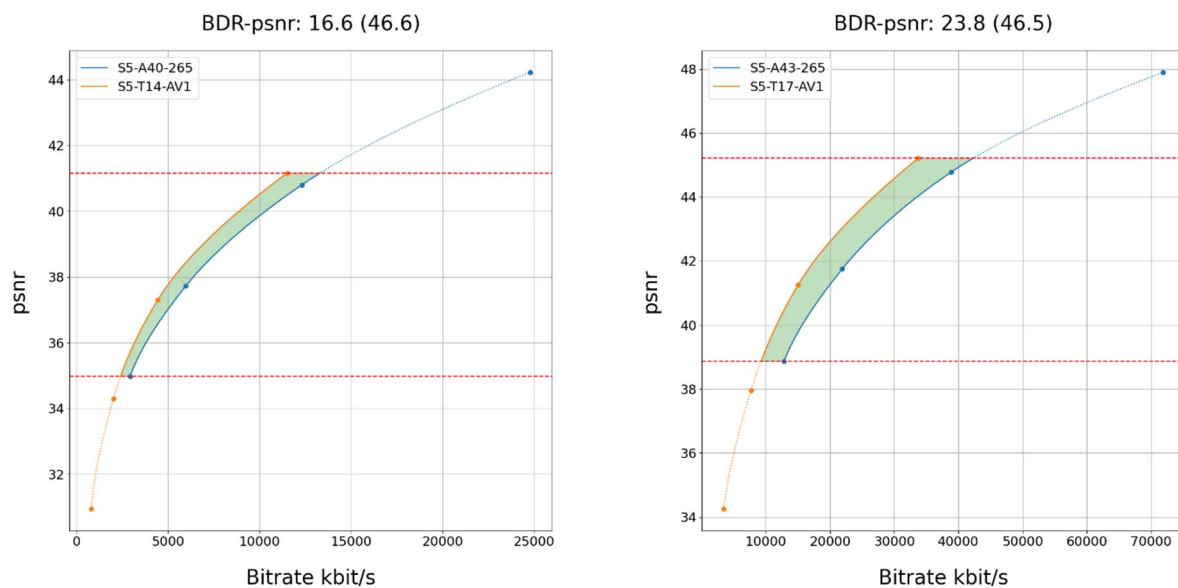 BDR-psnr: 16.6 (46.6)
S5-A40-265
S5-T14-AV1
44
42
40
38
36
34
32
psnr
0 5000 10000 15000 20000 25000
Bitrate kbit/s
BDR-psnr: 23.8 (46.5)
S5-A43-265
S5-T17-AV1
48
46
44
42
40
38
36
34
psnr
10000 20000 30000 40000 50000 60000 70000
Bitrate kbit/s